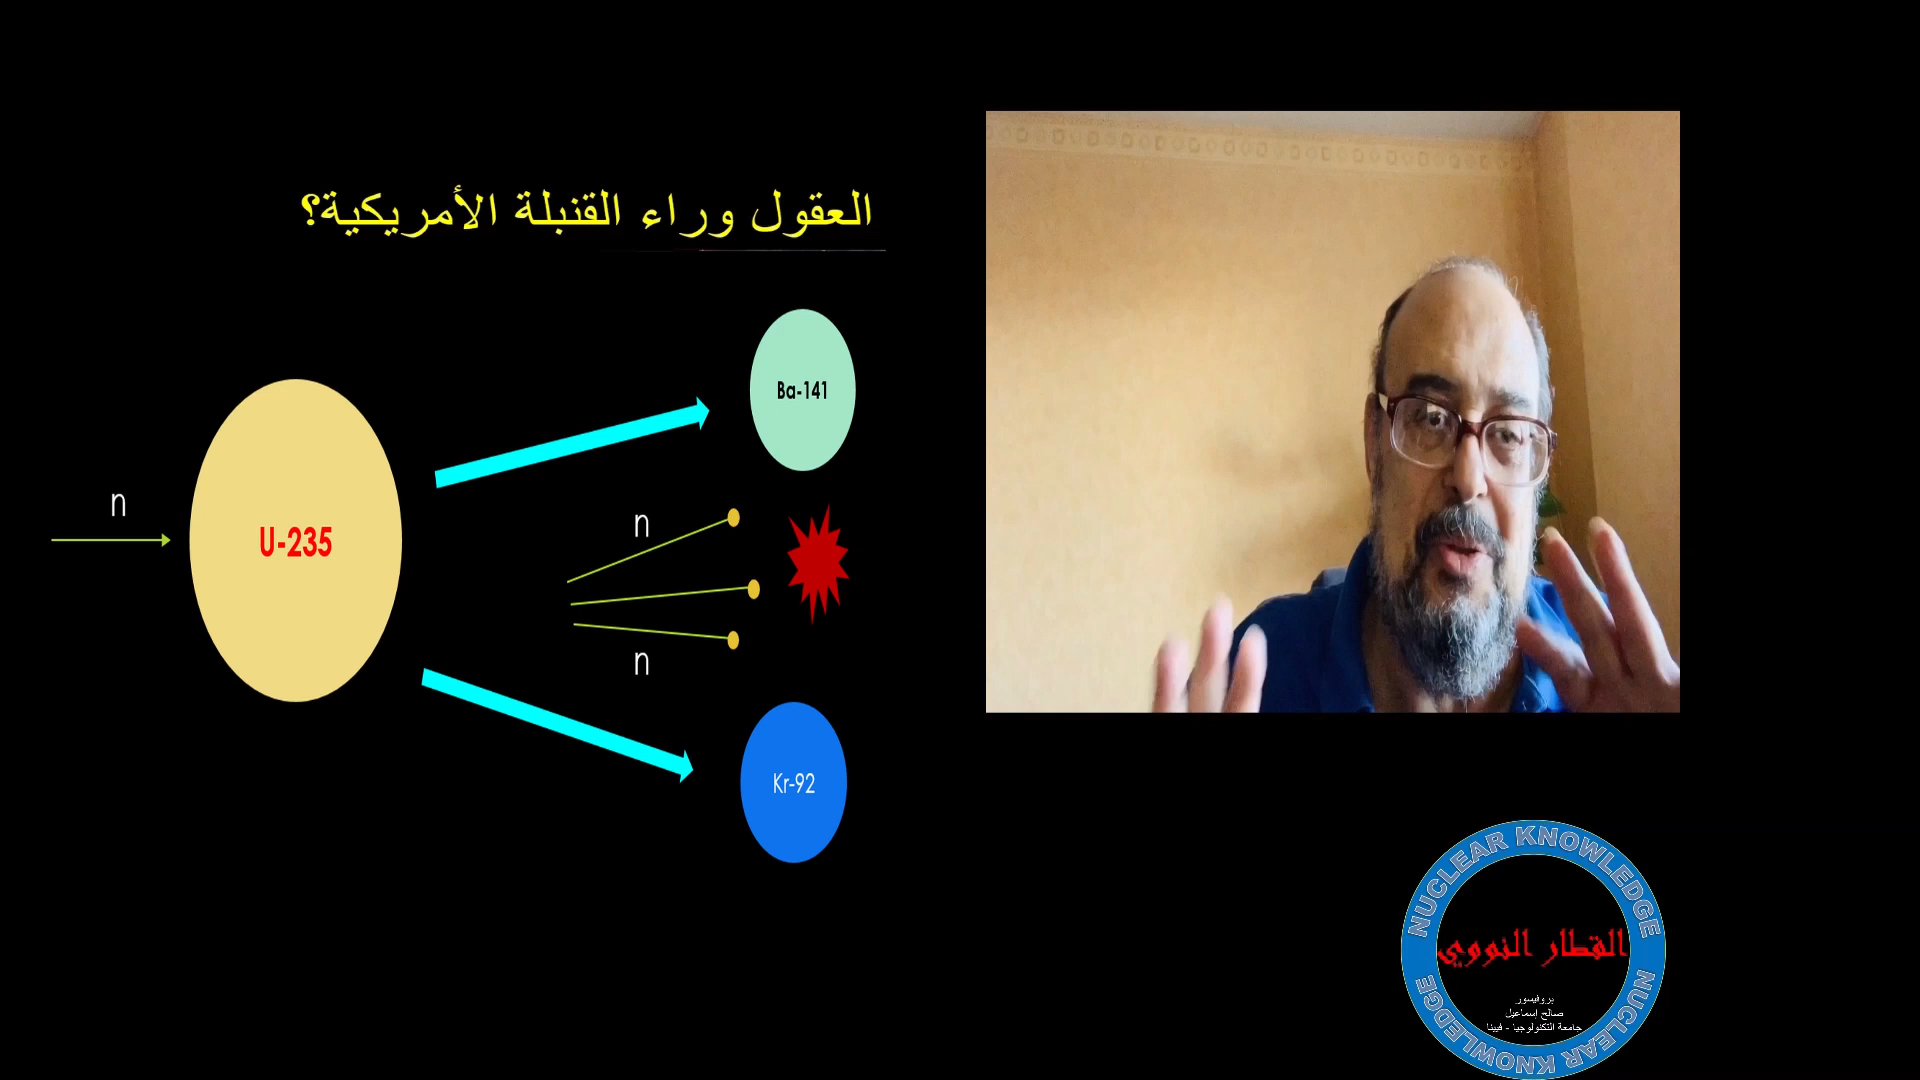 العقول وراء القنبلة الأمريكية؟
Ba-141
n
U-235
n
n
Kr-92
NUCLEAR KNOWLEDGE
القطار النووي
بروفيسور
صالح إسماعيل
جامعة التكنولوجيا - فيينا
NUCLEAR KNOWLEDGE